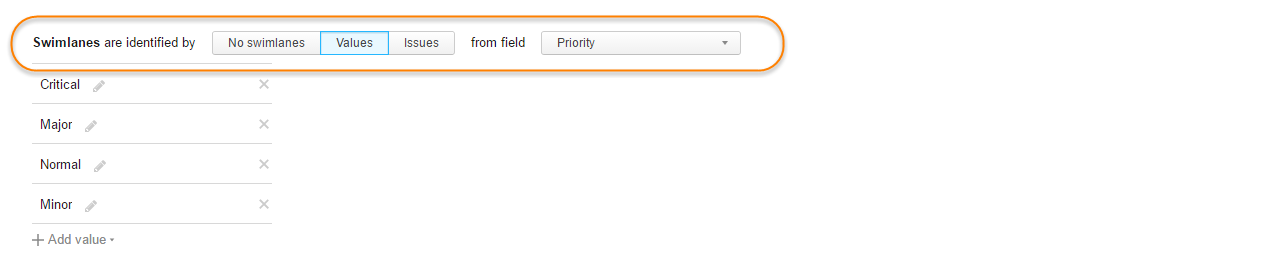 Swimlanes are identified by No swimlanes Values Issues from field Priority
Critical
Major
Normal
Minor
Add value